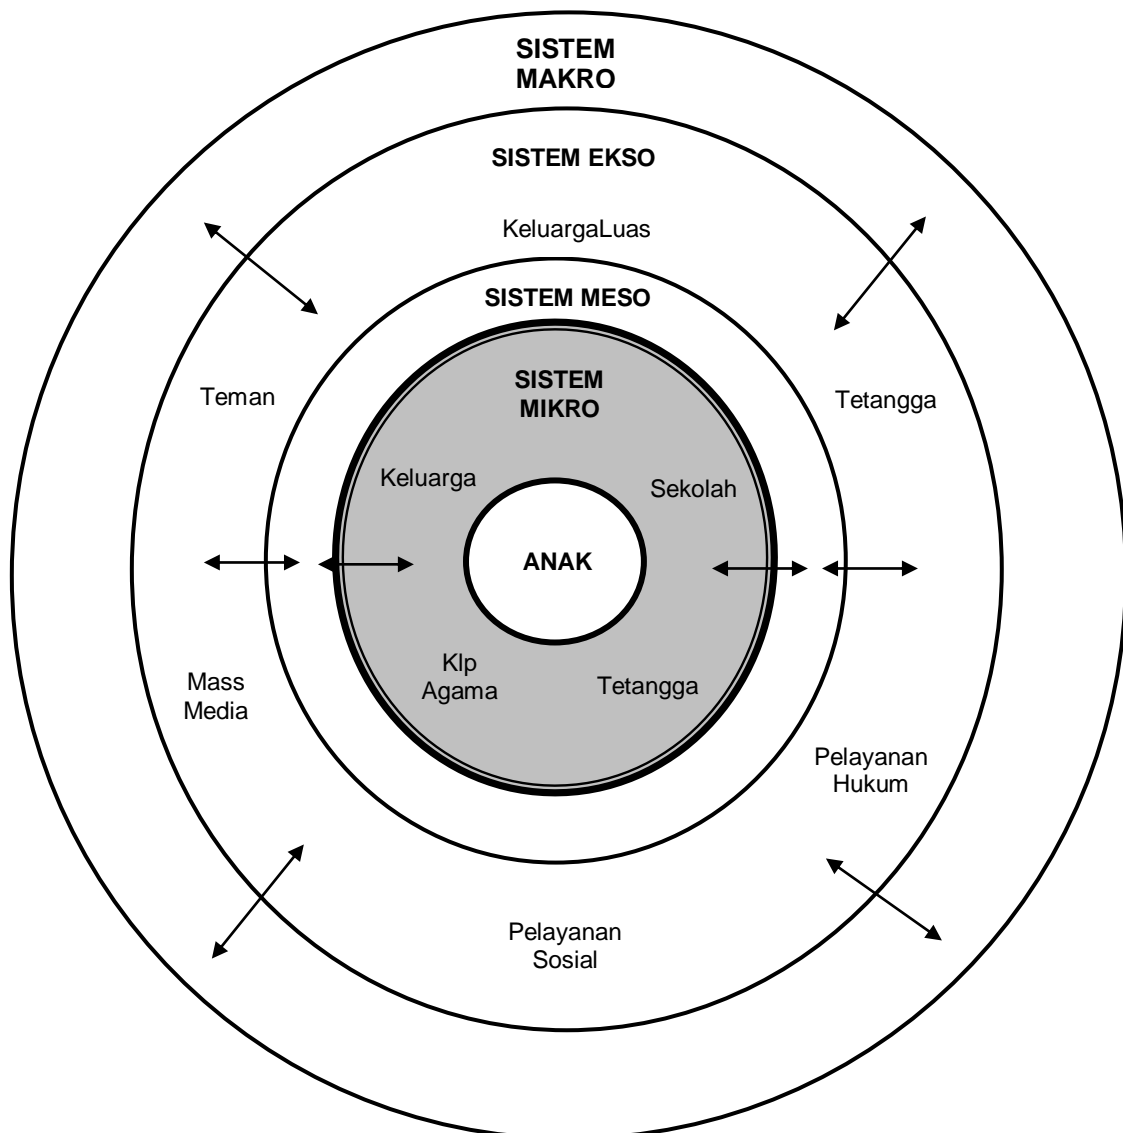 SISTEM
MAKRO
SISTEM EKSO
KeluargaLuas
SISTEM MESO
SISTEM
MIKRO
Teman
Tetangga
Keluarga
Sekolah
ANAK
Klp
Agama
Tetangga
Mass
Media
Pelayanan
Hukum
Pelayanan
Sosial